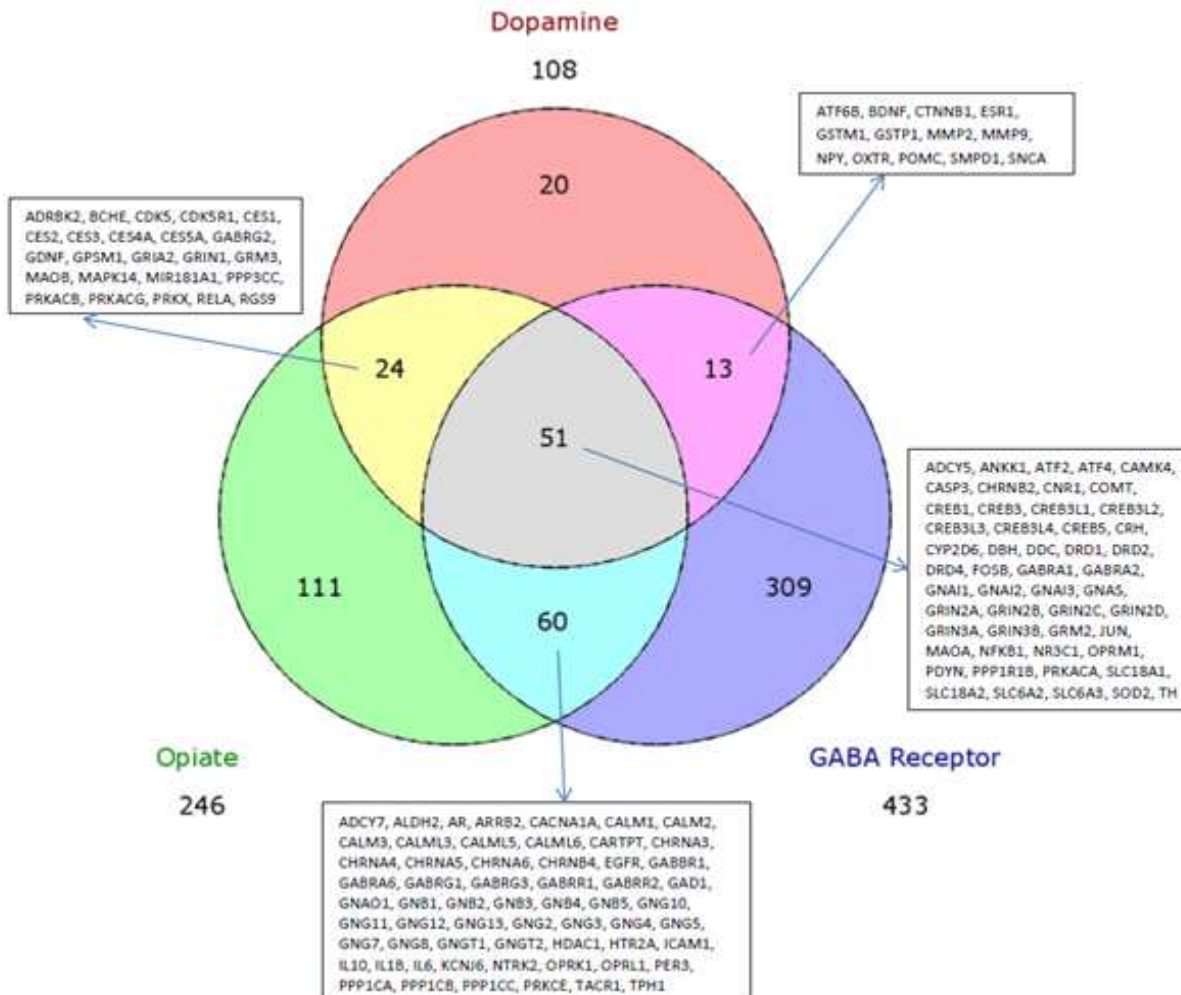 Dopamine
108
ATF6B, BDNF, CTNNB1, ESR1,
GSTM1, GSTP1, MMP2, MMP9,
NPY, OXTR, POMC, SMPD1, SNCA
20
ADRBK2, BCHE, CDK5, CDK5R1, CES1,
CES2, CES3, CES4A, CES5A, GABRG2,
GDNF, GPSM1, GRIA2, GRIN1, GRM3,
MAOB, MAPK14, MIR181A1, PPP3CC,
PRKACB, PRKACG, PRKX, RELA, RGS9
24
13
51
ADCY5, ANKK1, ATF2, ATF4, CAMK4,
CASP3, CHRNB2, CNR1, COMT,
CREB1, CREB3, CREB3L1, CREB3L2,
CREB3L3, CREB3L4, CREB5, CRH,
CYP2D6, DBH, DDC, DRD1, DRD2,
DRD4, FOSB, GABRA1, GABRA2,
GNAI1, GNAI2, GNAI3, GNAS,
GRIN2A, GRIN2B, GRIN2C, GRIN2D,
GRIN3A, GRIN3B, GRM2, JUN,
MAOA, NFKB1, NR3C1, OPRM1,
PDYN, PPP1R1B, PRKACA, SLC18A1,
SLC18A2, SLC6A2, SLC6A3, SOD2, TH
111
60
309
Opiate
246
GABA Receptor
433
ADCY7, ALDH2, AR, ARRB2, CACNA1A, CALM1, CALM2,
CALM3, CALML3, CALML5, CALML6, CARTPT, CHRNA3,
CHRNA4, CHRNA5, CHRNA6, CHRNB4, EGFR, GABBR1,
GABRA6, GABRG1, GABRG3, GABRR1, GABRR2, GAD1,
GNAO1, GNB1, GNB2, GNB3, GNB4, GNB5, GNG10,
GNG11, GNG12, GNG13, GNG2, GNG3, GNG4, GNG5,
GNG7, GNG8, GNGT1, GNGT2, HDAC1, HTR2A, ICAM1,
IL10, IL1B, IL6, KCNJ6, NTRK2, OPRK1, OPRL1, PER3,
PPP1CA, PPP1CB, PPP1CC, PRKCE, TACR1, TPH1